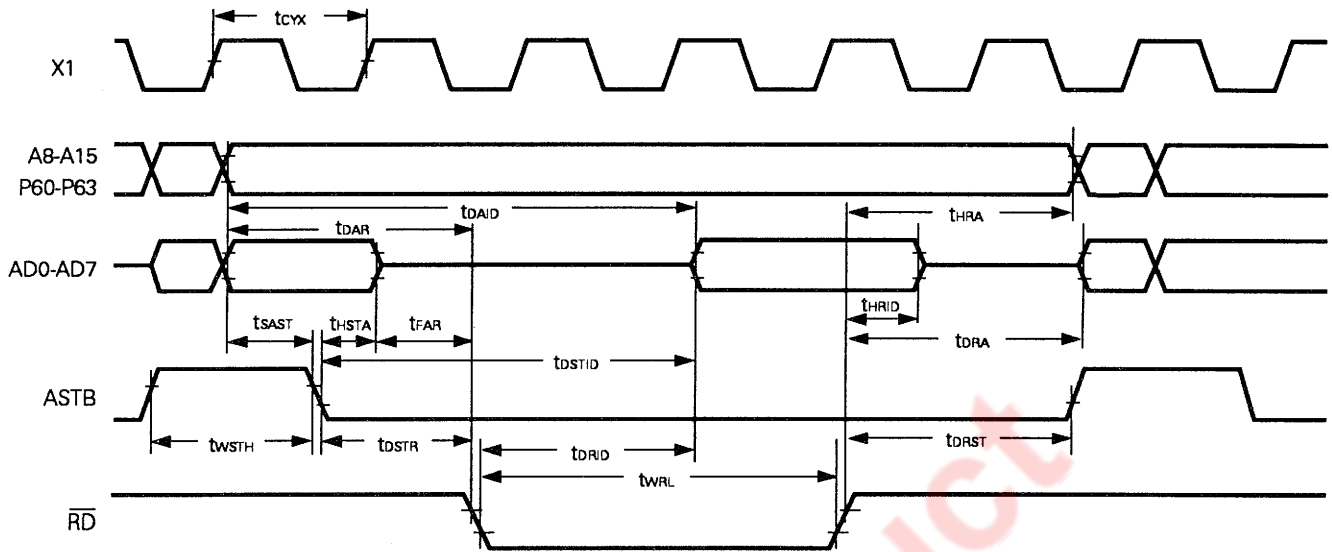 tCYX
X1
A8-A15
P60-P63
tDAID
tHRA
tDAR
AD0-AD7
tHRID
tSAST
tHSTA
tFAR
tDRA
tDSTID
ASTB
tWSTH
tDSTR
tDRST
tDRID
tWRL
RD
uct